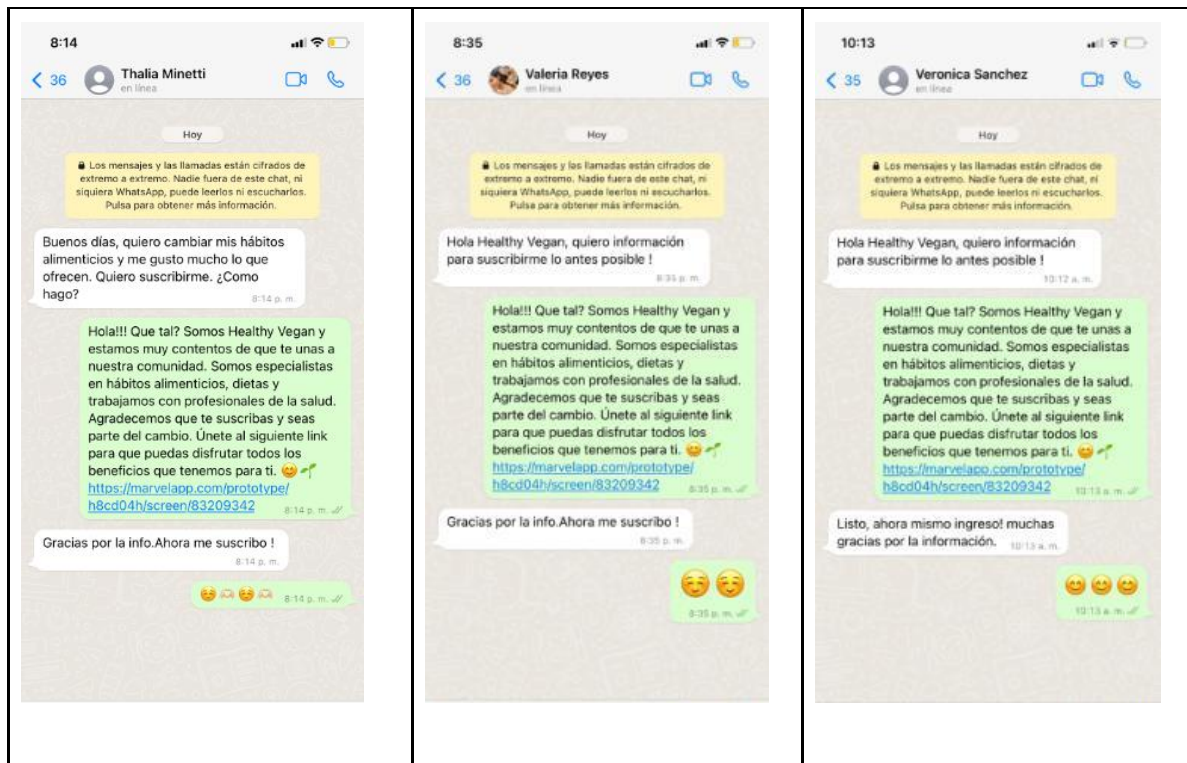 8:14
36
Thalia Minetti
en línea
Hoy
Los mensajes y las llamadas están cifrados de
extremo a extremo. Nadie fuera de este chat, ni
siquiera WhatsApp, puede leerlos ni escucharlos.
Pulsa para obtener más información.
Buenos días, quiero cambiar mis hábitos
alimenticios y me gusto mucho lo que
ofrecen. Quiero suscribirme. ¿Como
hago?
8:14 p. m.
Hola!!! Que tal? Somos Healthy Vegan y
estamos muy contentos de que te unas a
nuestra comunidad. Somos especialistas
en hábitos alimenticios, dietas y
trabajamos con profesionales de la salud.
Agradecemos que te suscribas y seas
parte del cambio. Únete al siguiente link
para que puedas disfrutar todos los
beneficios que tenemos para ti. 😊🌱
https://marvelapp.com/prototype/
h8cd04h/screen/83209342
8:14 p. m.
Gracias por la info.Ahora me suscribo !
8:14 p. m.
8:14 p. m.
8:35
36
Valeria Reyes
en línea
Hoy
Los mensajes y las llamadas están cifrados de
extremo a extremo. Nadie fuera de este chat, ni
siquiera WhatsApp, puede leerlos ni escucharlos.
Pulsa para obtener más información.
Hola Healthy Vegan, quiero información
para suscribirme lo antes posible !
8:35 p. m.
Hola!!! Que tal? Somos Healthy Vegan y
estamos muy contentos de que te unas a
nuestra comunidad. Somos especialistas
en hábitos alimenticios, dietas y
trabajamos con profesionales de la salud.
Agradecemos que te suscribas y seas
parte del cambio. Únete al siguiente link
para que puedas disfrutar todos los
beneficios que tenemos para ti. 😊🌱
https://marvelapp.com/prototype/
h8cd04h/screen/83209342
8:35 p. m.
Gracias por la info.Ahora me suscribo !
8:35 p. m.
8:35 p. m.
10:13
35
Veronica Sanchez
en línea
Hoy
Los mensajes y las llamadas están cifrados de
extremo a extremo. Nadie fuera de este chat, ni
siquiera WhatsApp, puede leerlos ni escucharlos.
Pulsa para obtener más información.
Hola Healthy Vegan, quiero información
para suscribirme lo antes posible !
10:12 a. m.
Hola!!! Que tal? Somos Healthy Vegan y
estamos muy contentos de que te unas a
nuestra comunidad. Somos especialistas
en hábitos alimenticios, dietas y
trabajamos con profesionales de la salud.
Agradecemos que te suscribas y seas
parte del cambio. Únete al siguiente link
para que puedas disfrutar todos los
beneficios que tenemos para ti. 😊🌱
https://marvelapp.com/prototype/
h8cd04h/screen/83209342
10:13 a. m.
Listo, ahora mismo ingreso! muchas
gracias por la información.
10:13 a. m.
10:13 a. m.